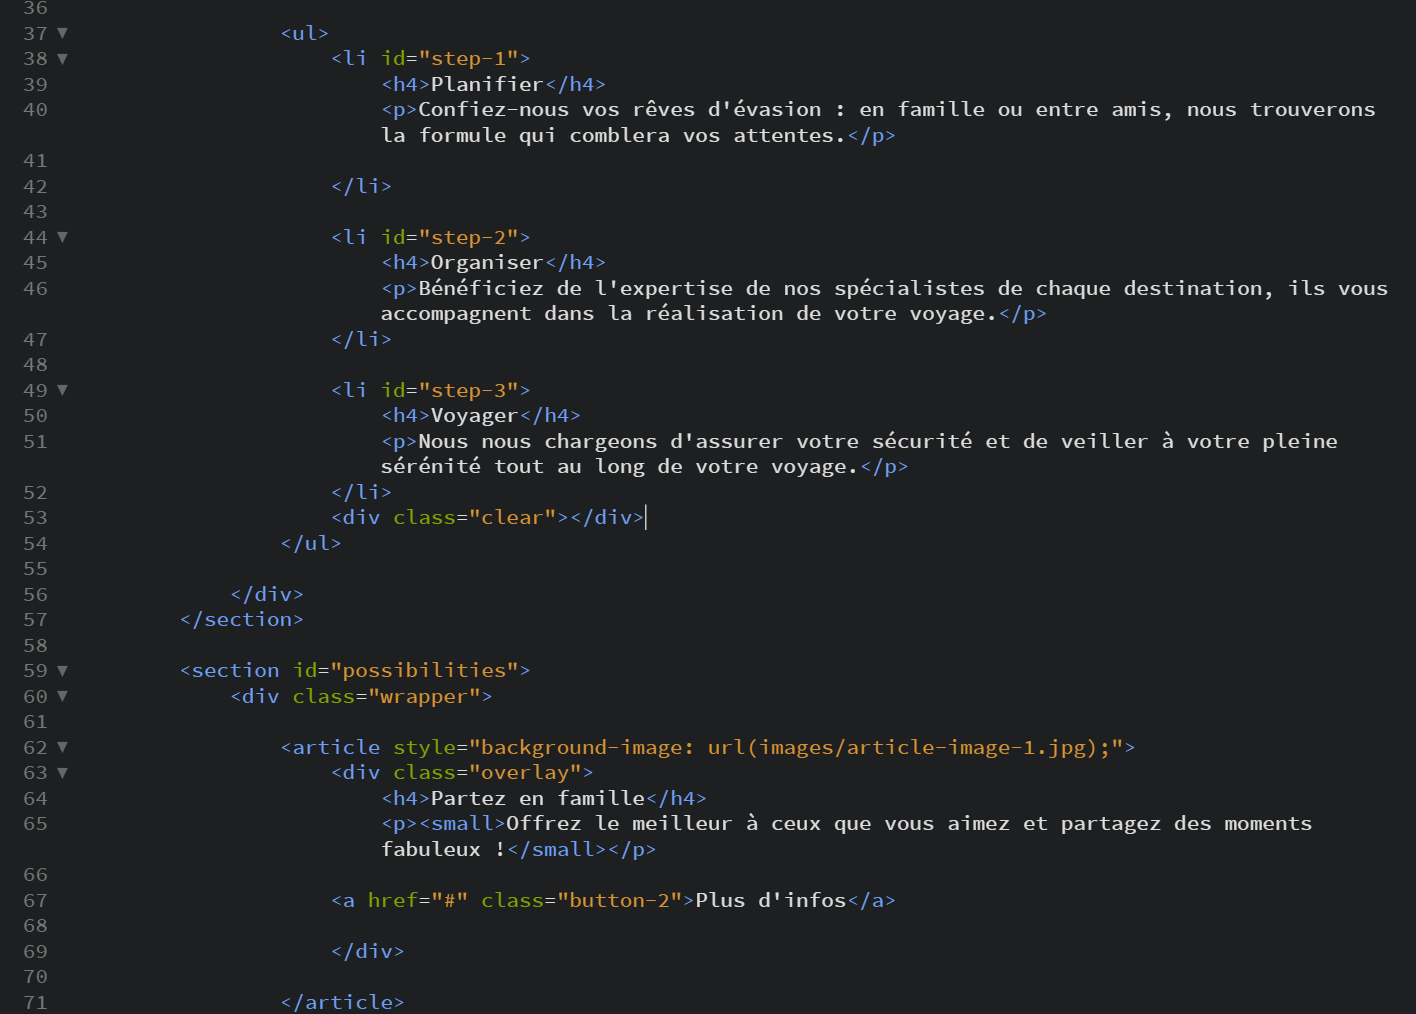 36
37 ▼ <ul>
38 ▼ <li id="step-1">
39 <h4>Planifier</h4>
40 <p>Confiez-nous vos rêves d'évasion : en famille ou entre amis, nous trouverons
la formule qui comblera vos attentes.</p>
41
42 </li>
43
44 ▼ <li id="step-2">
45 <h4>Organiser</h4>
46 <p>Bénéficiez de l'expertise de nos spécialistes de chaque destination, ils vous
accompagnent dans la réalisation de votre voyage.</p>
47 </li>
48
49 ▼ <li id="step-3">
50 <h4>Voyager</h4>
51 <p>Nous nous chargeons d'assurer votre sécurité et de veiller à votre pleine
sérénité tout au long de votre voyage.</p>
52 </li>
53 <div class="clear"></div>
54 </ul>
55
56 </div>
57 </section>
58
59 ▼ <section id="possibilities">
60 ▼ <div class="wrapper">
61
62 ▼ <article style="background-image: url(images/article-image-1.jpg);">
63 ▼ <div class="overlay">
64 <h4>Partez en famille</h4>
65 <p><small>Offrez le meilleur à ceux que vous aimez et partagez des moments
fabuleux !</small></p>
66
67 <a href="#" class="button-2">Plus d'infos</a>
68
69 </div>
70
71 </article>